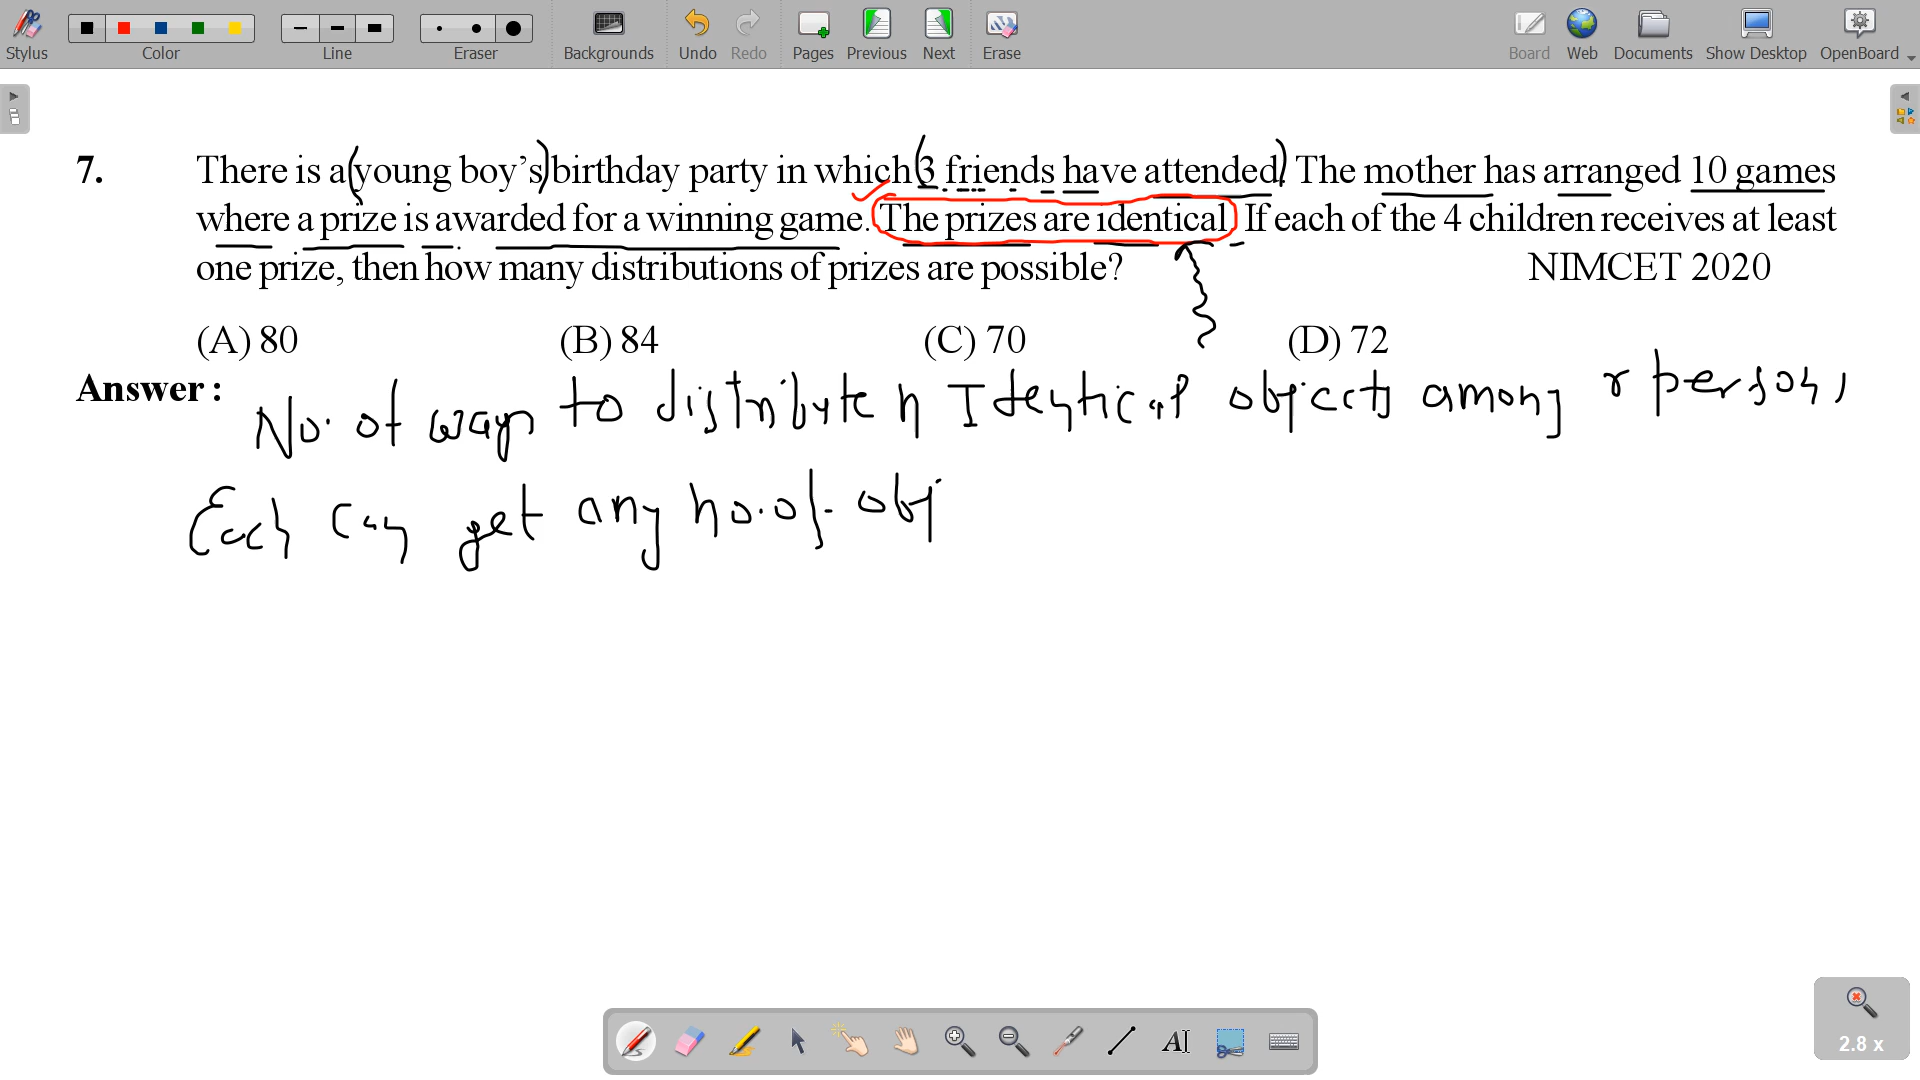 Stylus Color Line Eraser Backgrounds Undo Redo Pages Previous Next Erase Board Web Documents Show Desktop OpenBoard
7. There is a (young boy's) birthday party in which (3 friends have attended). The mother has arranged 10 games
where a prize is awarded for a winning game. The prizes are identical. If each of the 4 children receives at least
one prize, then how many distributions of prizes are possible? NIMCET 2020
(A) 80 (B) 84 (C) 70 (D) 72
Answer :
No. of ways to distribute n Identical objects among r persons,
Each can get any no. of obj
2.8 x